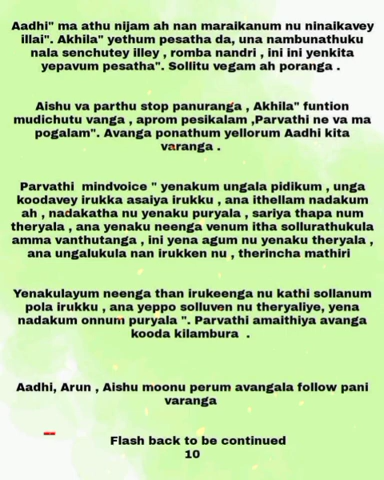 Aadhi" ma athu nijam ah nan maraikanum nu ninaikavey
illai". Akhila" yethum pesatha da, una nambunathuku
nala senchutey illey , romba nandri , ini ini yenkita
yepavum pesatha". Sollitu vegam ah poranga .
Aishu va parthu stop panuranga , Akhila" funtion
mudichutu vanga , aprom pesikalam ,Parvathi ne va ma
pogalam". Avanga ponathum yellorum Aadhi kita
varanga .
Parvathi  mindvoice " yenakum ungala pidikum , unga
koodavey irukka asaiya irukku , ana ithellam nadakum
ah , nadakatha nu yenaku puryala , sariya thapa num
theryala , ana yenaku neenga venum itha sollurathukula
amma vanthutanga , ini yena agum nu yenaku theryala ,
ana ungalukula nan irukken nu , therincha mathiri
Yenakulayum neenga than irukeenga nu kathi sollanum
pola irukku , ana yeppo solluven nu theryaliye, yena
nadakum onnum puryala ". Parvathi amaithiya avanga
kooda kilambura  .
Aadhi, Arun , Aishu moonu perum avangala follow pani
varanga
Flash back to be continued
10